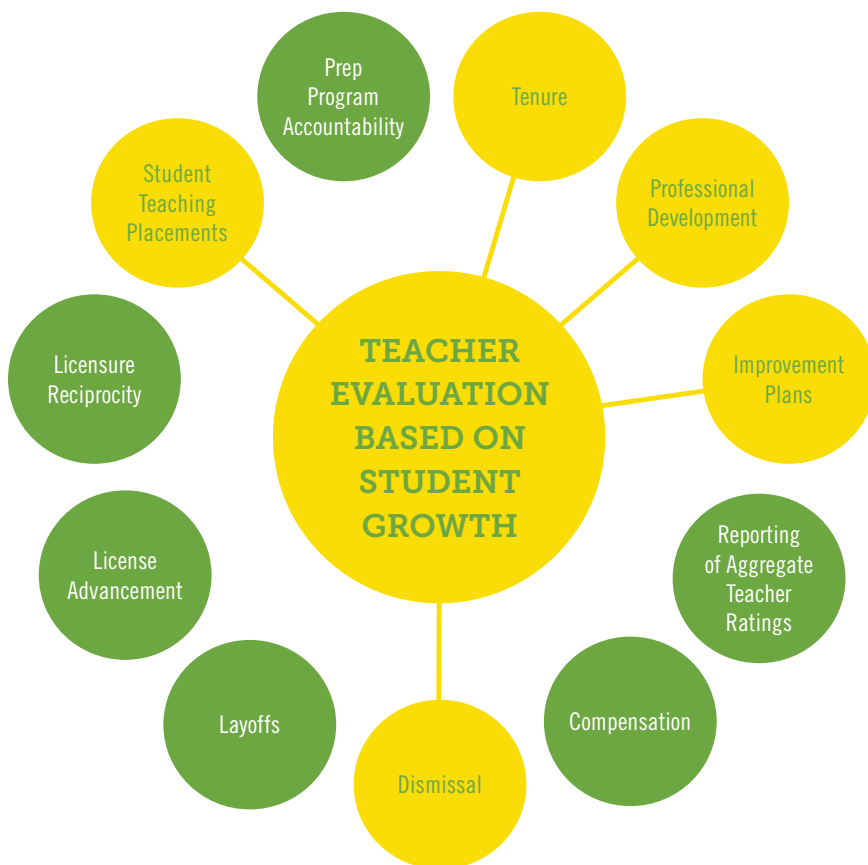 Prep
Program
Accountability
Tenure
Student
Teaching
Placements
Professional
Development
Licensure
Reciprocity
TEACHER
EVALUATION
BASED ON
STUDENT
GROWTH
Improvement
Plans
License
Advancement
Reporting
of Aggregate
Teacher
Ratings
Layoffs
Compensation
Dismissal